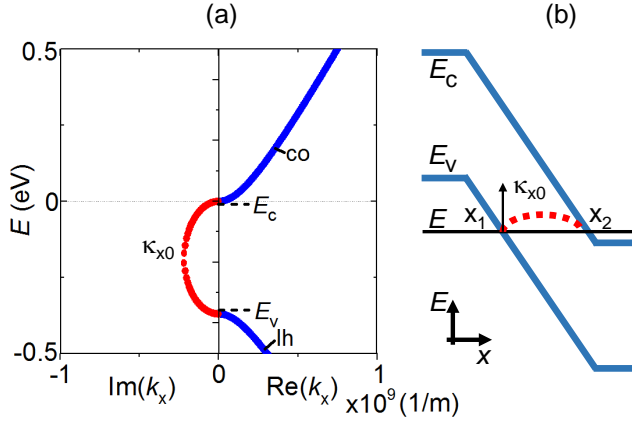 (a)
0.5
0
-0.5
E (eV)
co
E_c
κ_x0
E_v
lh
-1
0
1
Im(k_x)
Re(k_x)
x10^9 (1/m)
(b)
E_c
E_v
κ_x0
E
x_1
x_2
E
x